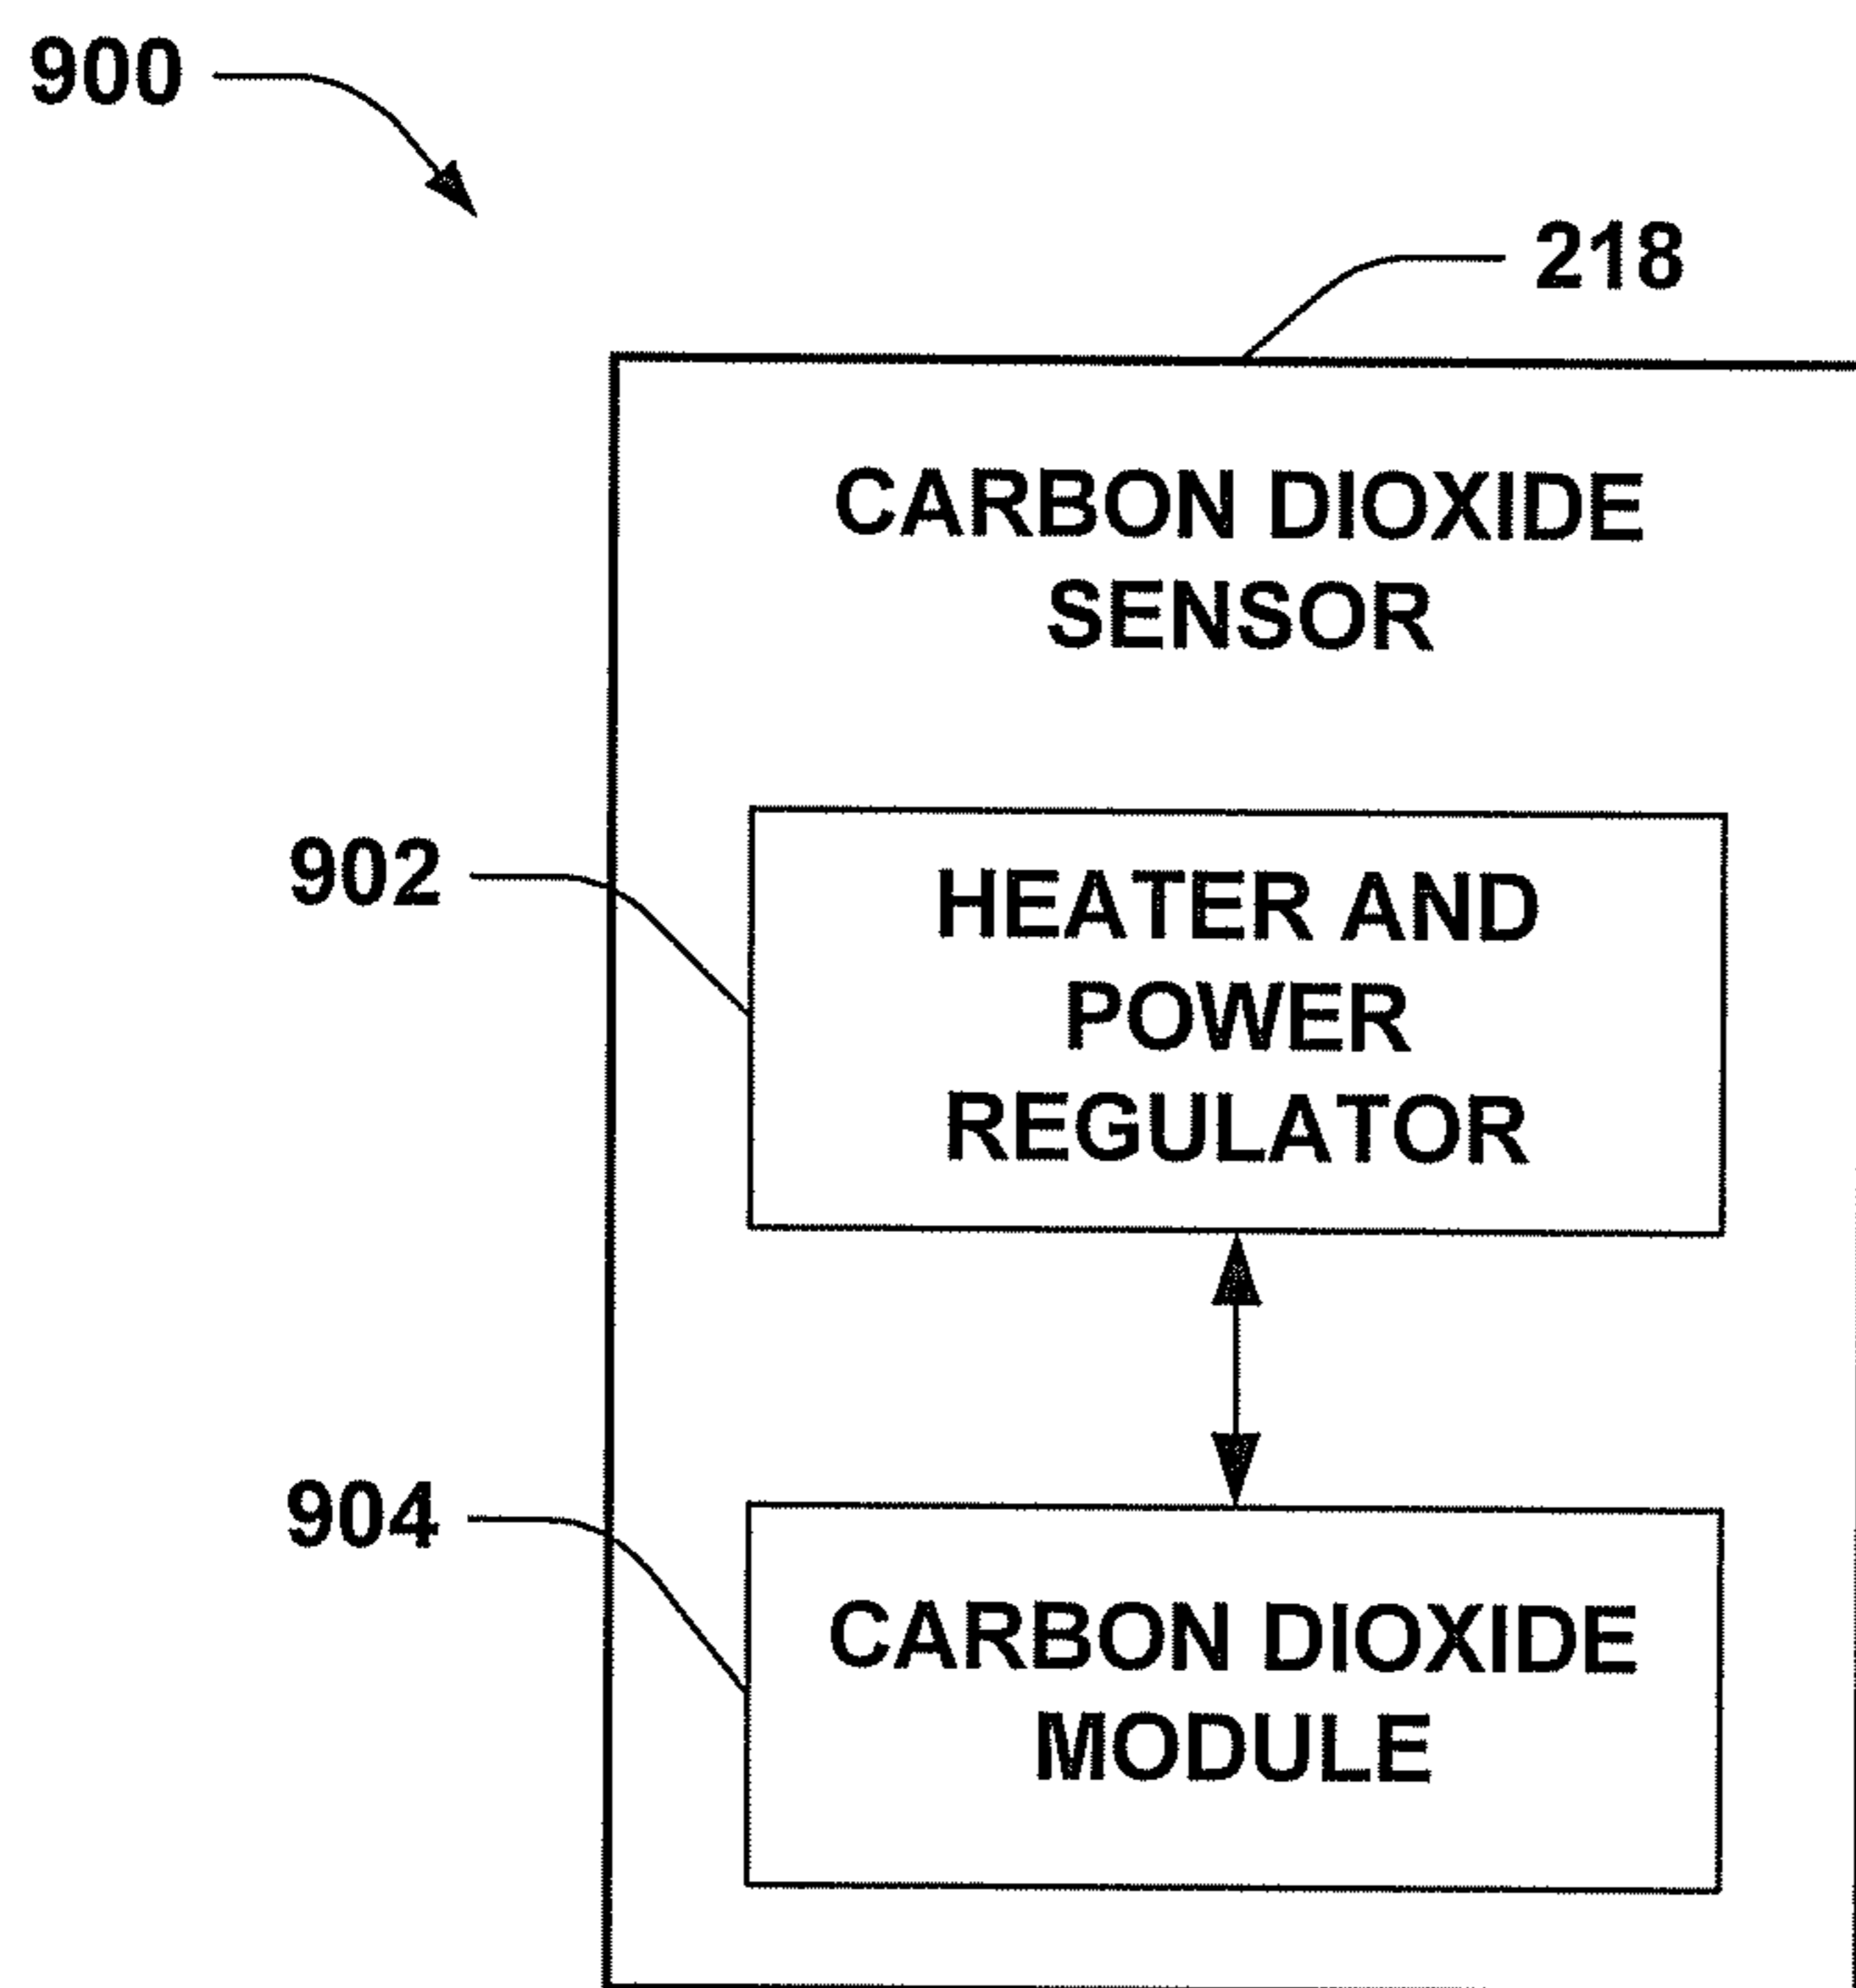 900
218
CARBON DIOXIDE
SENSOR
902
HEATER AND
POWER
REGULATOR
904
CARBON DIOXIDE
MODULE